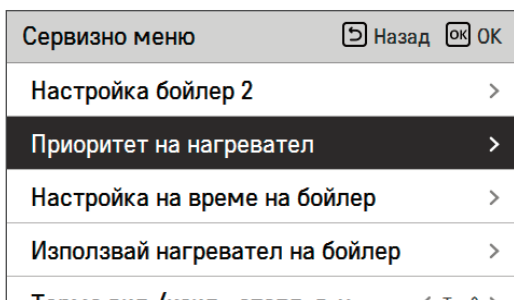 Сервизно меню Назад OK OK
Настройка бойлер 2
Приоритет на нагревател
Настройка на време на бойлер
Използвай нагревател на бойлер